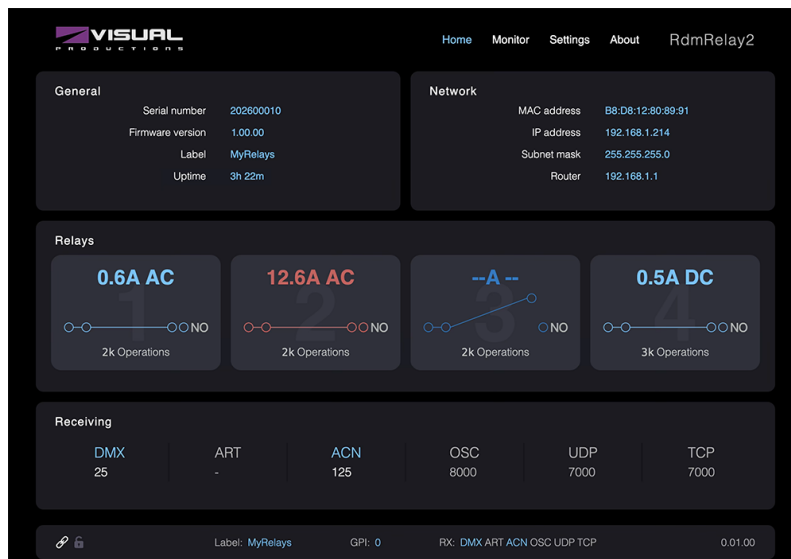 VISUAL
PRODUCTIONS
Home Monitor Settings About RdmRelay2
General
Serial number 202600010
Firmware version 1.00.00
Label MyRelays
Uptime 3h 22m
Network
MAC address B8:D8:12:80:89:91
IP address 192.168.1.214
Subnet mask 255.255.255.0
Router 192.168.1.1
Relays
1
0.6A AC
NO
2k Operations
2
12.6A AC
NO
2k Operations
3
--A --
NO
2k Operations
4
0.5A DC
NO
3k Operations
Receiving
DMX ART ACN OSC UDP TCP
25 - 125 8000 7000 7000
Label: MyRelays GPI: 0 RX: DMX ART ACN OSC UDP TCP 0.01.00